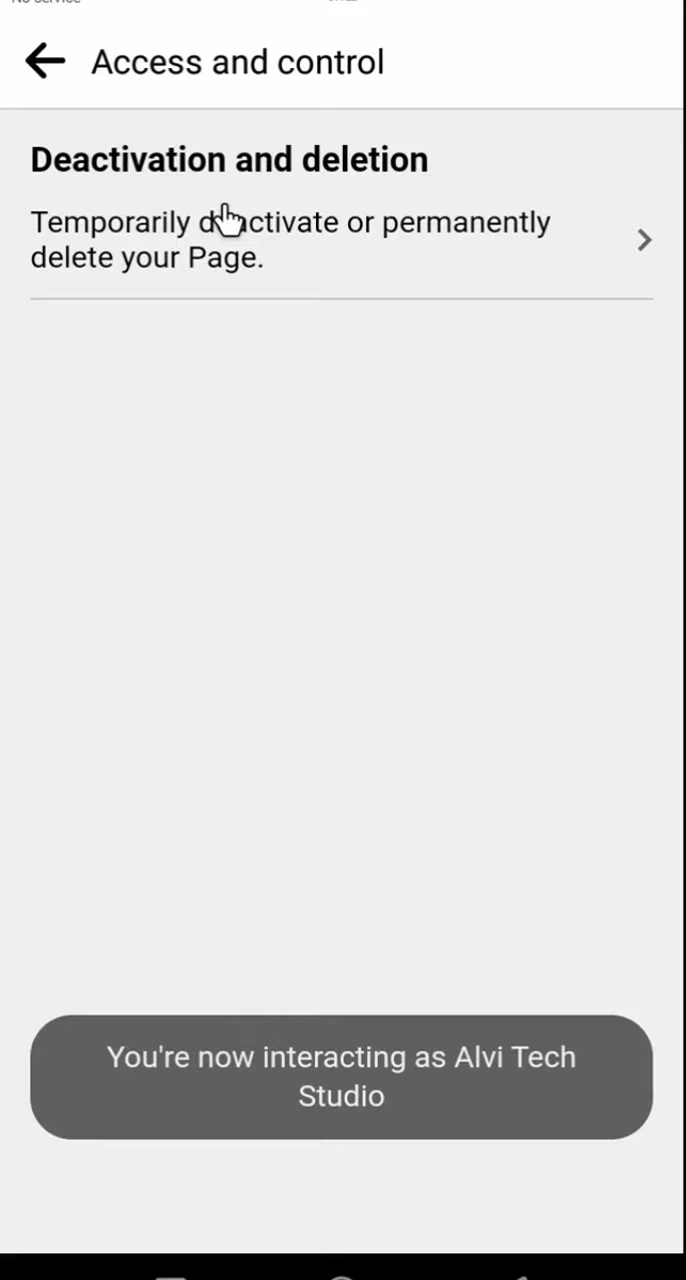 Access and control
Deactivation and deletion
Temporarily deactivate or permanently
delete your Page.
You're now interacting as Alvi Tech
Studio